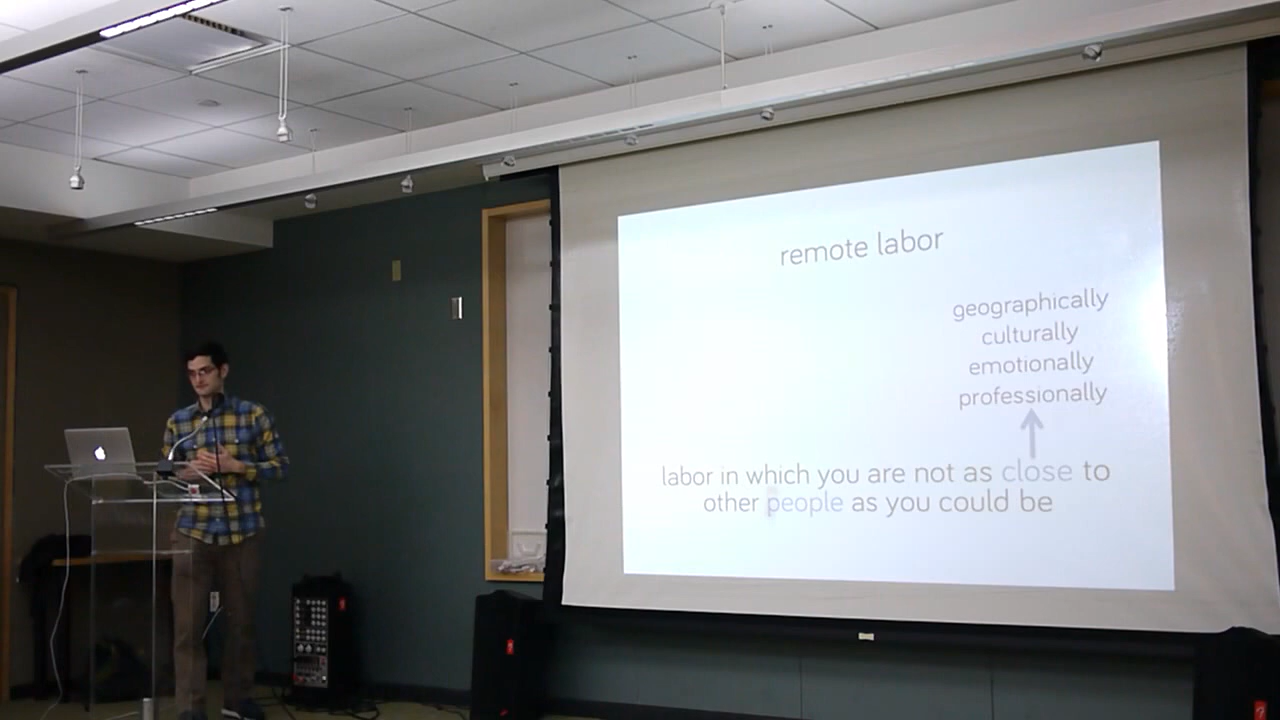 remote labor
geographically
culturally
emotionally
professionally
labor in which you are not as close to
other people as you could be